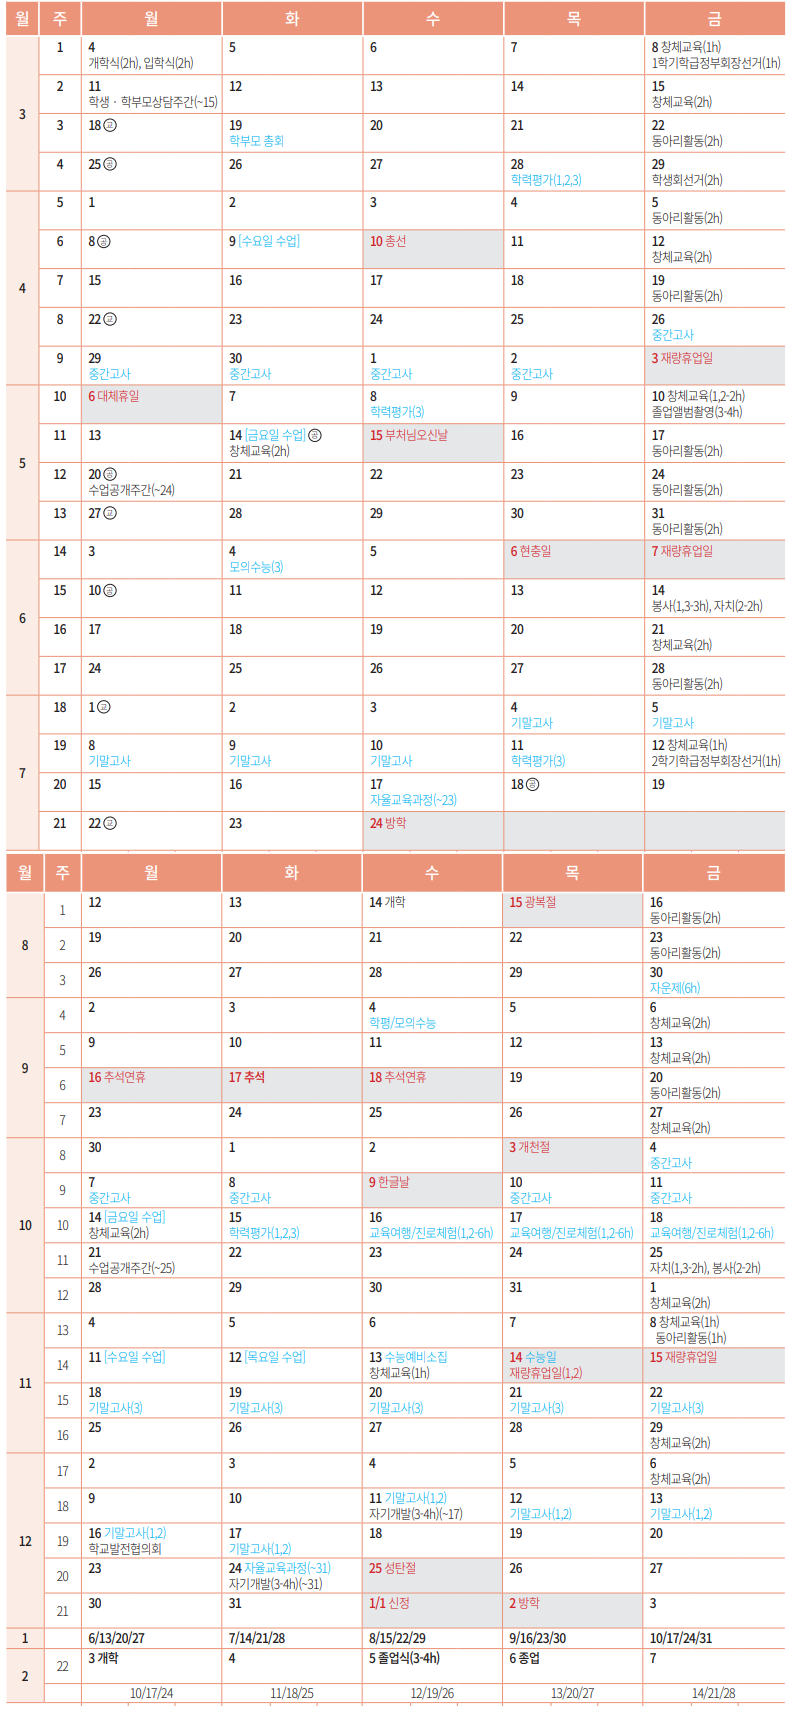 월 주 월 화 수 목 금
3
1 4 5 6 7 8 창체교육(1h)
개학식(2h), 입학식(2h) 1학기학급정부회장선거(1h)
2 11 12 13 14 15
학생 · 학부모상담주간(~15) 창체교육(2h)
3 18 교 19 20 21 22
학부모 총회 동아리활동(2h)
4 25 공 26 27 28 29
학력평가(1,2,3) 학생회선거(2h)
4
5 1 2 3 4 5
동아리활동(2h)
6 8 공 9 [수요일 수업] 10 총선 11 12
창체교육(2h)
7 15 16 17 18 19
동아리활동(2h)
8 22 교 23 24 25 26
중간고사
9 29 30 1 2 3 재량휴업일
중간고사 중간고사 중간고사 중간고사
5
10 6 대체휴일 7 8 9 10 창체교육(1,2-2h)
학력평가(3) 졸업앨범촬영(3-4h)
11 13 14 [금요일 수업] 공 15 부처님오신날 16 17
창체교육(2h) 동아리활동(2h)
12 20 공 21 22 23 24
수업공개주간(~24) 동아리활동(2h)
13 27 교 28 29 30 31
동아리활동(2h)
6
14 3 4 5 6 현충일 7 재량휴업일
모의수능(3)
15 10 공 11 12 13 14
봉사(1,3-3h), 자치(2-2h)
16 17 18 19 20 21
창체교육(2h)
17 24 25 26 27 28
동아리활동(2h)
7
18 1 교 2 3 4 5
기말고사 기말고사
19 8 9 10 11 12 창체교육(1h)
기말고사 기말고사 기말고사 학력평가(3) 2학기학급정부회장선거(1h)
20 15 16 17 18 공 19
자율교육과정(~23)
21 22 교 23 24 방학
월 주 월 화 수 목 금
8
1 12 13 14 개학 15 광복절 16
동아리활동(2h)
2 19 20 21 22 23
동아리활동(2h)
3 26 27 28 29 30
자운제(6h)
9
4 2 3 4 5 6
학평/모의수능 창체교육(2h)
5 9 10 11 12 13
창체교육(2h)
6 16 추석연휴 17 추석 18 추석연휴 19 20
동아리활동(2h)
7 23 24 25 26 27
창체교육(2h)
10
8 30 1 2 3 개천절 4
중간고사
9 7 8 9 한글날 10 11
중간고사 중간고사 중간고사 중간고사
10 14 [금요일 수업] 15 16 17 18
창체교육(2h) 학력평가(1,2,3) 교육여행/진로체험(1,2-6h) 교육여행/진로체험(1,2-6h) 교육여행/진로체험(1,2-6h)
11 21 22 23 24 25
수업공개주간(~25) 자치(1,3-2h), 봉사(2-2h)
12 28 29 30 31 1
창체교육(2h)
11
13 4 5 6 7 8 창체교육(1h)
동아리활동(1h)
14 11 [수요일 수업] 12 [목요일 수업] 13 수능예비소집 14 수능일 15 재량휴업일
창체교육(1h) 재량휴업일(1,2)
15 18 19 20 21 22
기말고사(3) 기말고사(3) 기말고사(3) 기말고사(3) 기말고사(3)
16 25 26 27 28 29
창체교육(2h)
12
17 2 3 4 5 6
창체교육(2h)
18 9 10 11 기말고사(1,2) 12 13
자기개발(3-4h)(~17) 기말고사(1,2) 기말고사(1,2)
19 16 기말고사(1,2) 17 18 19 20
학교발전협의회 기말고사(1,2)
20 23 24 자율교육과정(~31) 25 성탄절 26 27
자기개발(3-4h)(~31)
21 30 31 1/1 신정 2 방학 3
1 6/13/20/27 7/14/21/28 8/15/22/29 9/16/23/30 10/17/24/31
2
22 3 개학 4 5 졸업식(3-4h) 6 종업 7
10/17/24 11/18/25 12/19/26 13/20/27 14/21/28